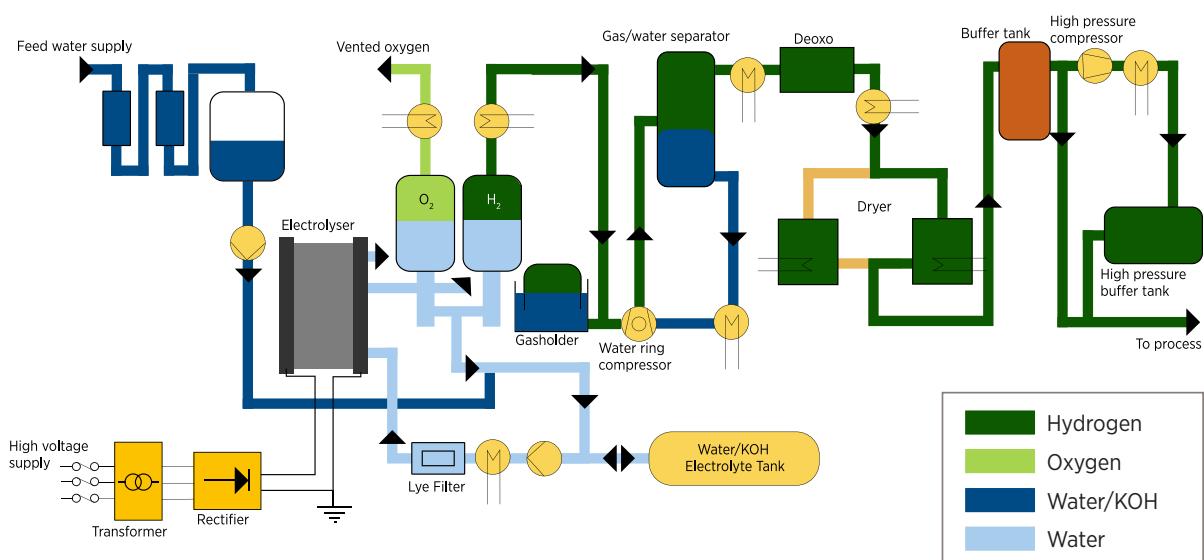 Feed water supply
Vented oxygen
Gas/water separator
Deoxo
Buffer tank
High pressure
compressor
O2
H2
Electrolyser
Dryer
High pressure
buffer tank
Gasholder
Water ring
compressor
To process
High voltage
supply
Transformer
Rectifier
Lye Filter
Water/KOH
Electrolyte Tank
Hydrogen
Oxygen
Water/KOH
Water